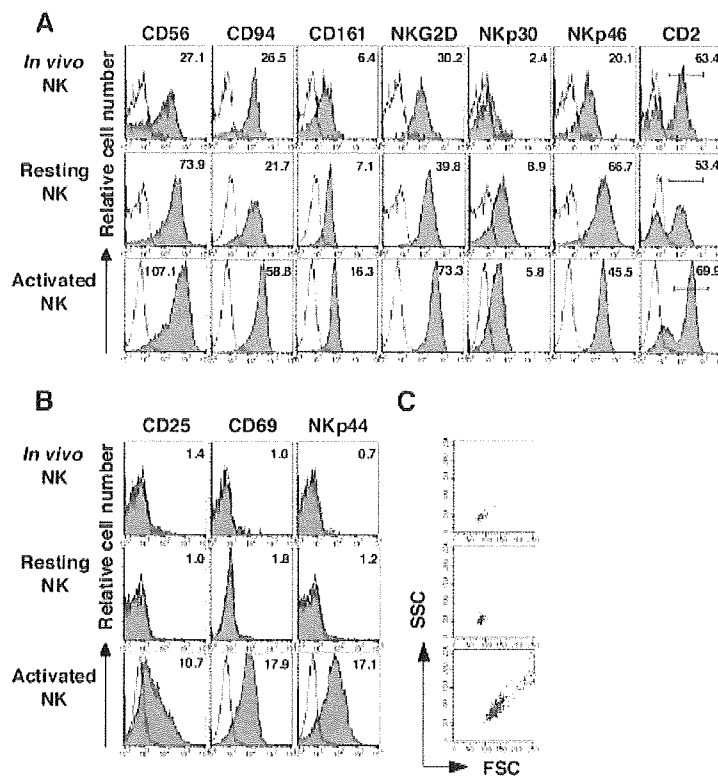 A
CD56 CD94 CD161 NKG2D NKp30 NKp46 CD2
In vivo NK
27.1 26.5 6.4 30.2 2.4 20.1 63.4
Resting NK
73.9 21.7 7.1 39.8 8.9 66.7 53.4
Activated NK
107.1 58.8 16.3 73.3 5.8 45.5 69.9
Relative cell number
B
CD25 CD69 NKp44
In vivo NK
1.4 1.0 0.7
Resting NK
1.0 1.8 1.2
Activated NK
10.7 17.9 17.1
Relative cell number
C
SSC
FSC